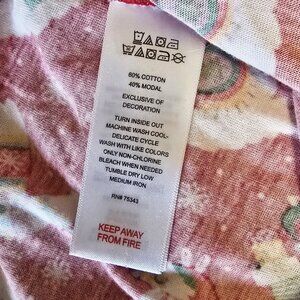 60% COTTON
40% MODAL
EXCLUSIVE OF
DECORATION
TURN INSIDE OUT
MACHINE WASH COOL-
DELICATE CYCLE
WASH WITH LIKE COLORS
ONLY NON-CHLORINE
BLEACH WHEN NEEDED
TUMBLE DRY LOW
MEDIUM IRON
RN# 75343
KEEP AWAY
FROM FIRE